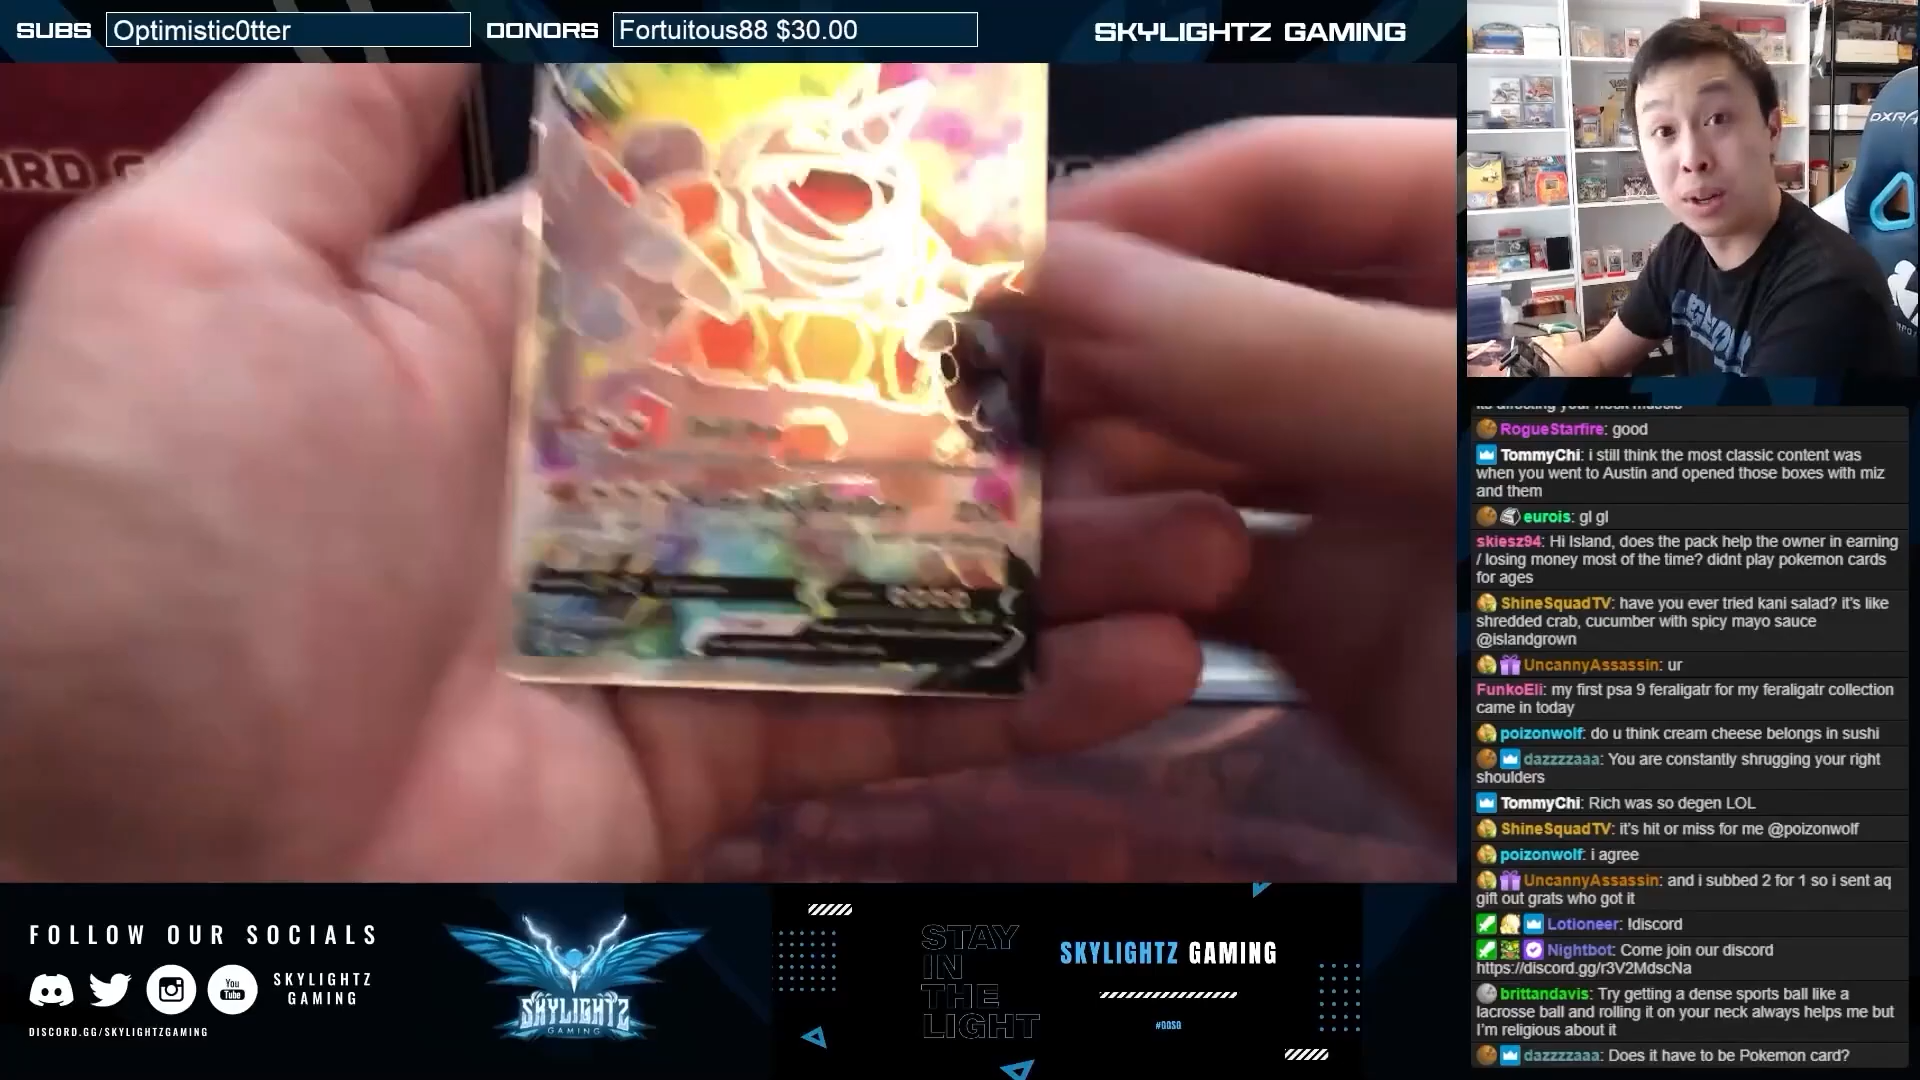 SUBS
Optimistic0tter
DONORS
Fortuitous88 $30.00
SKYLIGHTZ GAMING
DXRA
RogueStarfire: good
TommyChi: i still think the most classic content was
when you went to Austin and opened those boxes with miz
and them
eurois: gl gl
skiesz94: Hi Island, does the pack help the owner in earning
/ losing money most of the time? didnt play pokemon cards
for ages
ShineSquadTV: have you ever tried kani salad? it's like
shredded crab, cucumber with spicy mayo sauce
@islandgrown
UncannyAssassin: ur
FunkoEli: my first psa 9 feraligatr for my feraligatr collection
came in today
poizonwolf: do u think cream cheese belongs in sushi
dazzzzaaa: You are constantly shrugging your right
shoulders
TommyChi: Rich was so degen LOL
ShineSquadTV: it's hit or miss for me @poizonwolf
poizonwolf: i agree
UncannyAssassin: and i subbed 2 for 1 so i sent aq
gift out grats who got it
Lotioneer: !discord
Nightbot: Come join our discord
https://discord.gg/r3V2MdscNa
brittandavis: Try getting a dense sports ball like a
lacrosse ball and rolling it on your neck always helps me but
I'm religious about it
dazzzzaaa: Does it have to be Pokemon card?
FOLLOW OUR SOCIALS
You
Tube
SKYLIGHTZ
GAMING
DISCORD.GG/SKYLIGHTZGAMING
SKYLIGHTZ
GAMING
STAY
IN
THE
LIGHT
SKYLIGHTZ GAMING